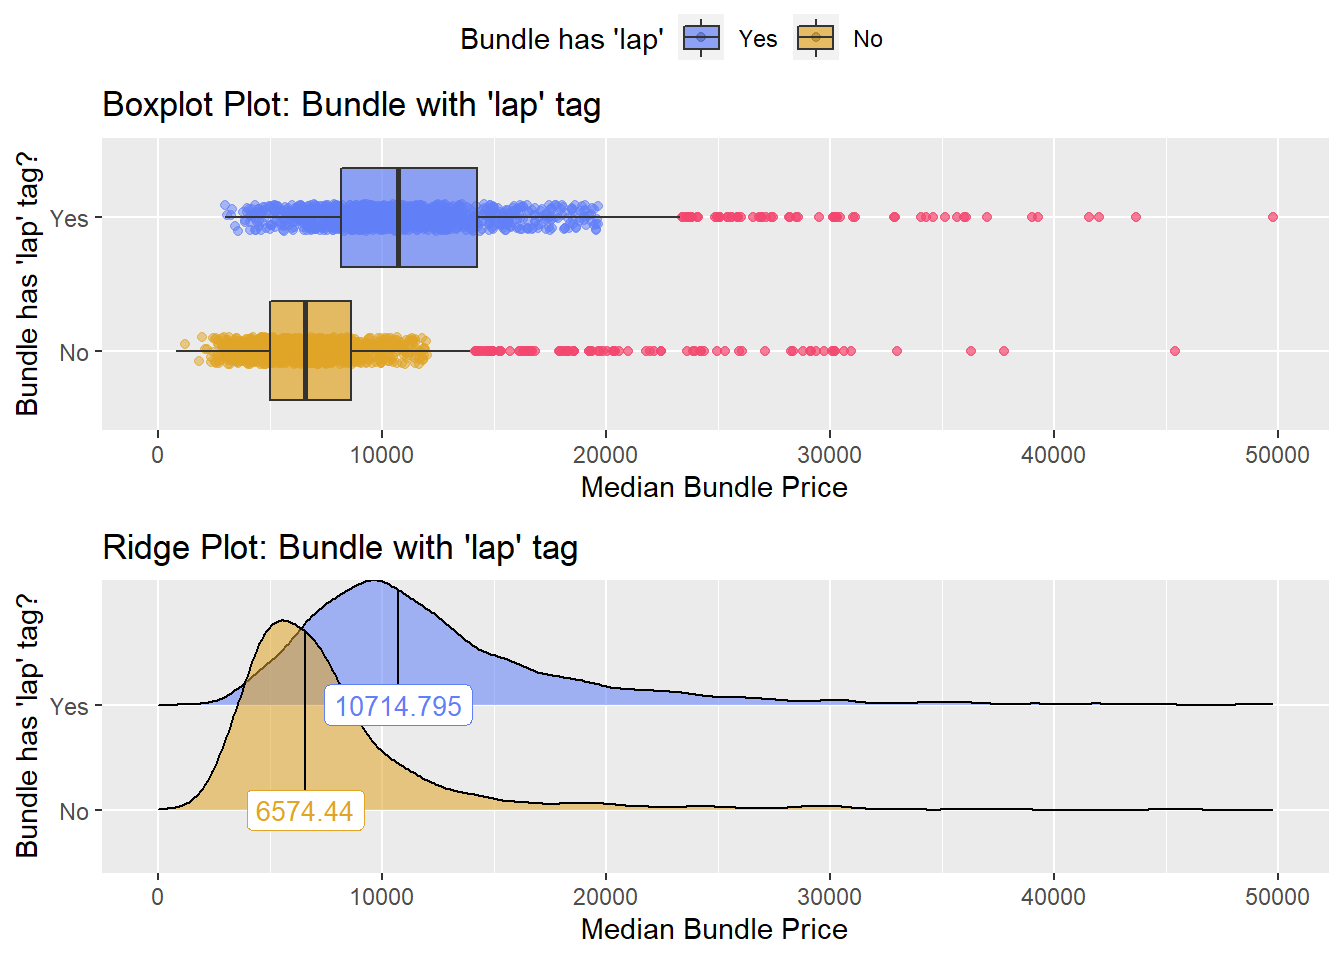 Bundle has 'lap' Yes No
Boxplot Plot: Bundle with 'lap' tag
Bundle has 'lap' tag?
Yes
No
0 10000 20000 30000 40000 50000
Median Bundle Price
Ridge Plot: Bundle with 'lap' tag
Bundle has 'lap' tag?
Yes
10714.795
No
6574.44
0 10000 20000 30000 40000 50000
Median Bundle Price